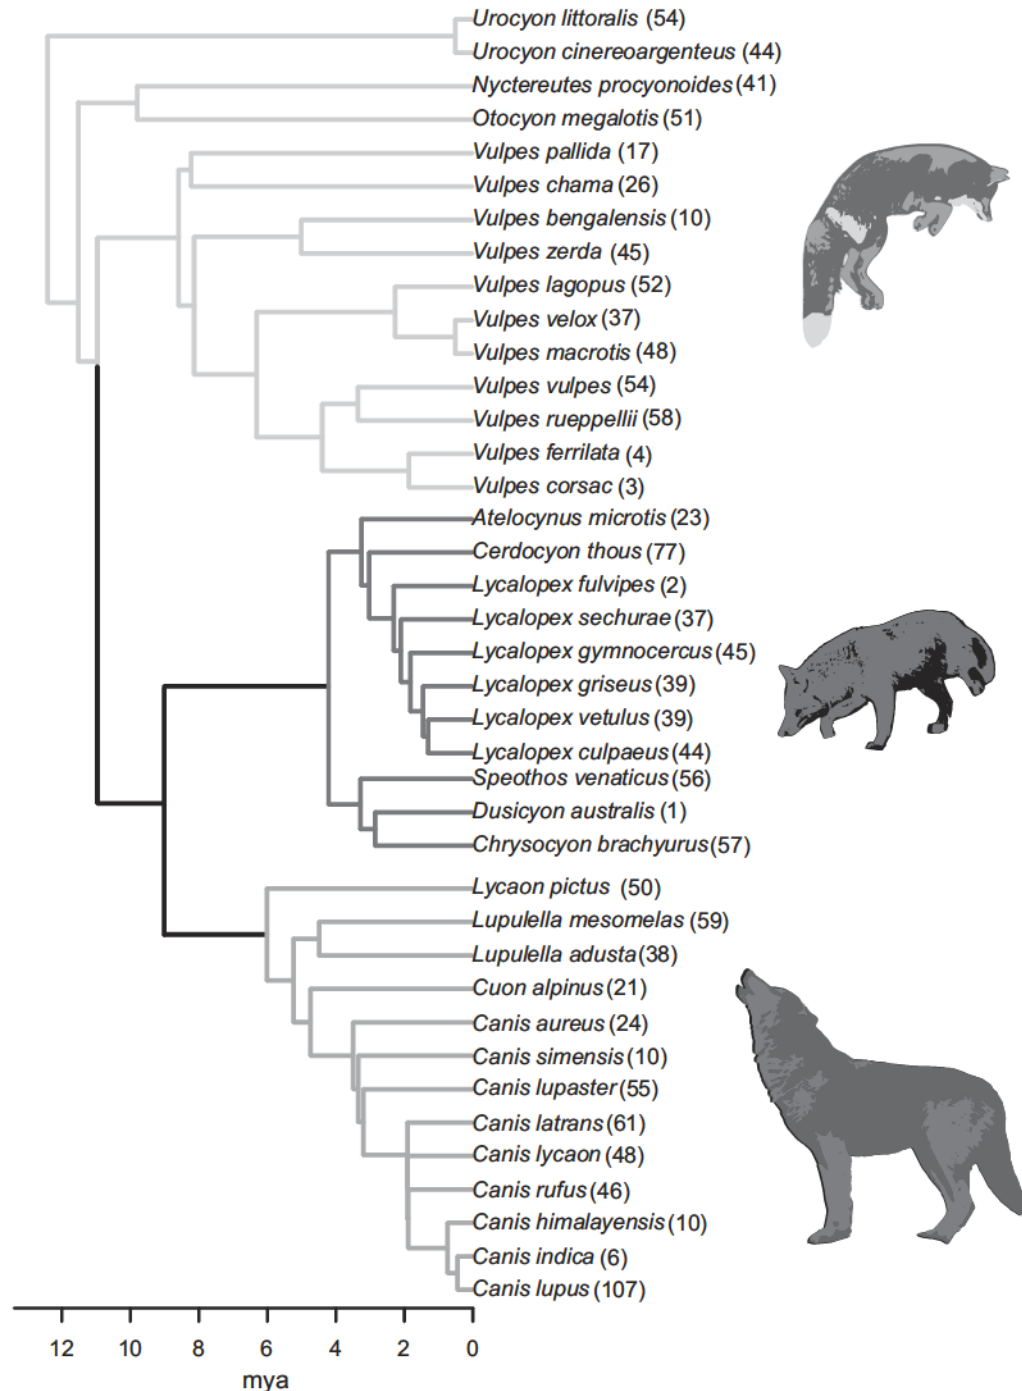 Urocyon littoralis (54)
Urocyon cinereoargenteus (44)
Nyctereutes procyonoides (41)
Otocyon megalotis (51)
Vulpes pallida (17)
Vulpes chama (26)
Vulpes bengalensis (10)
Vulpes zerda (45)
Vulpes lagopus (52)
Vulpes velox (37)
Vulpes macrotis (48)
Vulpes vulpes (54)
Vulpes rueppellii (58)
Vulpes ferrilata (4)
Vulpes corsac (3)
Atelocynus microtis (23)
Cerdocyon thous (77)
Lycalopex fulvipes (2)
Lycalopex sechurae (37)
Lycalopex gymnocercus (45)
Lycalopex griseus (39)
Lycalopex vetulus (39)
Lycalopex culpaeus (44)
Speothos venaticus (56)
Dusicyon australis (1)
Chrysocyon brachyurus (57)
Lycaon pictus (50)
Lupulella mesomelas (59)
Lupulella adusta (38)
Cuon alpinus (21)
Canis aureus (24)
Canis simensis (10)
Canis lupaster (55)
Canis latrans (61)
Canis lycaon (48)
Canis rufus (46)
Canis himalayensis (10)
Canis indica (6)
Canis lupus (107)
12 10 8 6 4 2 0
mya